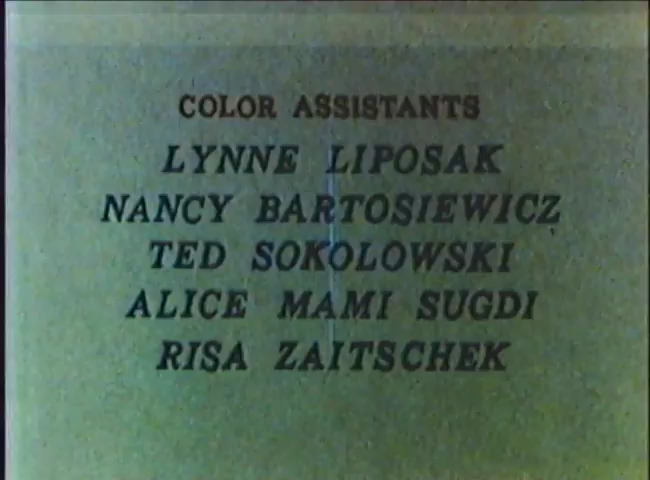 COLOR ASSISTANTS
LYNNE LIPOSAK
NANCY BARTOSIEWICZ
TED SOKOLOWSKI
ALICE MAMI SUGDI
RISA ZAITSCHEK